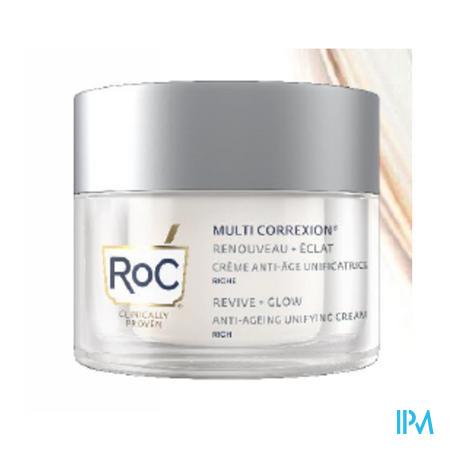 RoC®
CLINICALLY
PROVEN
MULTI CORREXION®
RENOUVEAU + ÉCLAT
CRÈME ANTI-ÂGE UNIFICATRICE
RICHE
REVIVE + GLOW
ANTI-AGEING UNIFYING CREAM
RICH
IPM